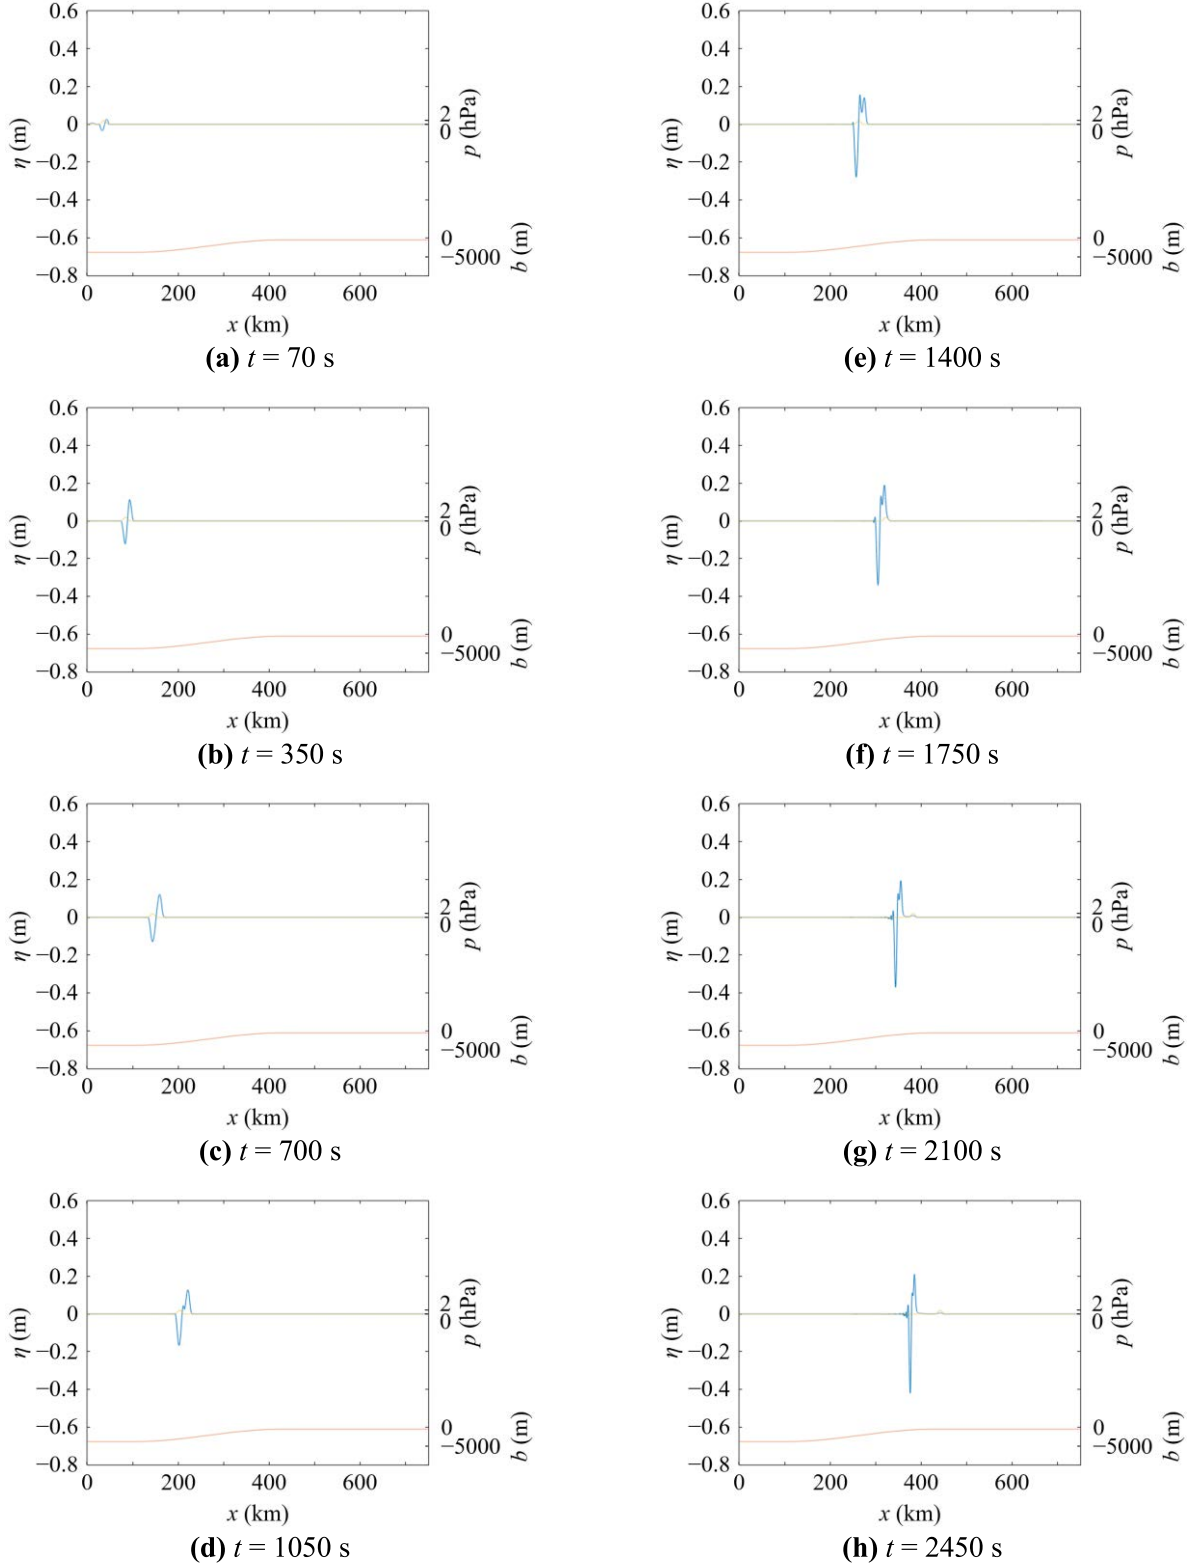 0.6
0.4
0.2
0
−0.2
−0.4
−0.6
−0.8
η (m)
2
0
p (hPa)
0
−5000
b (m)
0 200 400 600
x (km)
(a) t = 70 s
0.6
0.4
0.2
0
−0.2
−0.4
−0.6
−0.8
η (m)
2
0
p (hPa)
0
−5000
b (m)
0 200 400 600
x (km)
(e) t = 1400 s
0.6
0.4
0.2
0
−0.2
−0.4
−0.6
−0.8
η (m)
2
0
p (hPa)
0
−5000
b (m)
0 200 400 600
x (km)
(b) t = 350 s
0.6
0.4
0.2
0
−0.2
−0.4
−0.6
−0.8
η (m)
2
0
p (hPa)
0
−5000
b (m)
0 200 400 600
x (km)
(f) t = 1750 s
0.6
0.4
0.2
0
−0.2
−0.4
−0.6
−0.8
η (m)
2
0
p (hPa)
0
−5000
b (m)
0 200 400 600
x (km)
(c) t = 700 s
0.6
0.4
0.2
0
−0.2
−0.4
−0.6
−0.8
η (m)
2
0
p (hPa)
0
−5000
b (m)
0 200 400 600
x (km)
(g) t = 2100 s
0.6
0.4
0.2
0
−0.2
−0.4
−0.6
−0.8
η (m)
2
0
p (hPa)
0
−5000
b (m)
0 200 400 600
x (km)
(d) t = 1050 s
0.6
0.4
0.2
0
−0.2
−0.4
−0.6
−0.8
η (m)
2
0
p (hPa)
0
−5000
b (m)
0 200 400 600
x (km)
(h) t = 2450 s